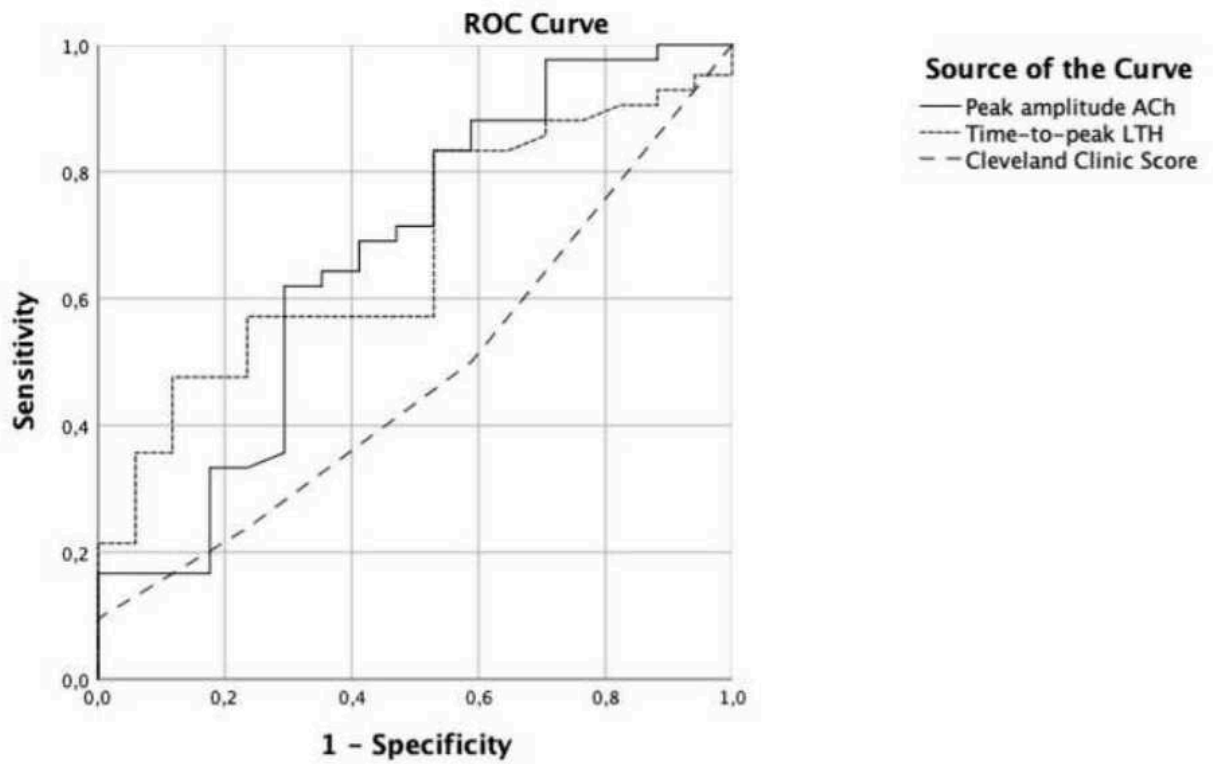 ROC Curve
1,0
0,8
0,6
0,4
0,2
0,0
Sensitivity
0,0 0,2 0,4 0,6 0,8 1,0
1 – Specificity
Source of the Curve
Peak amplitude ACh
Time-to-peak LTH
Cleveland Clinic Score